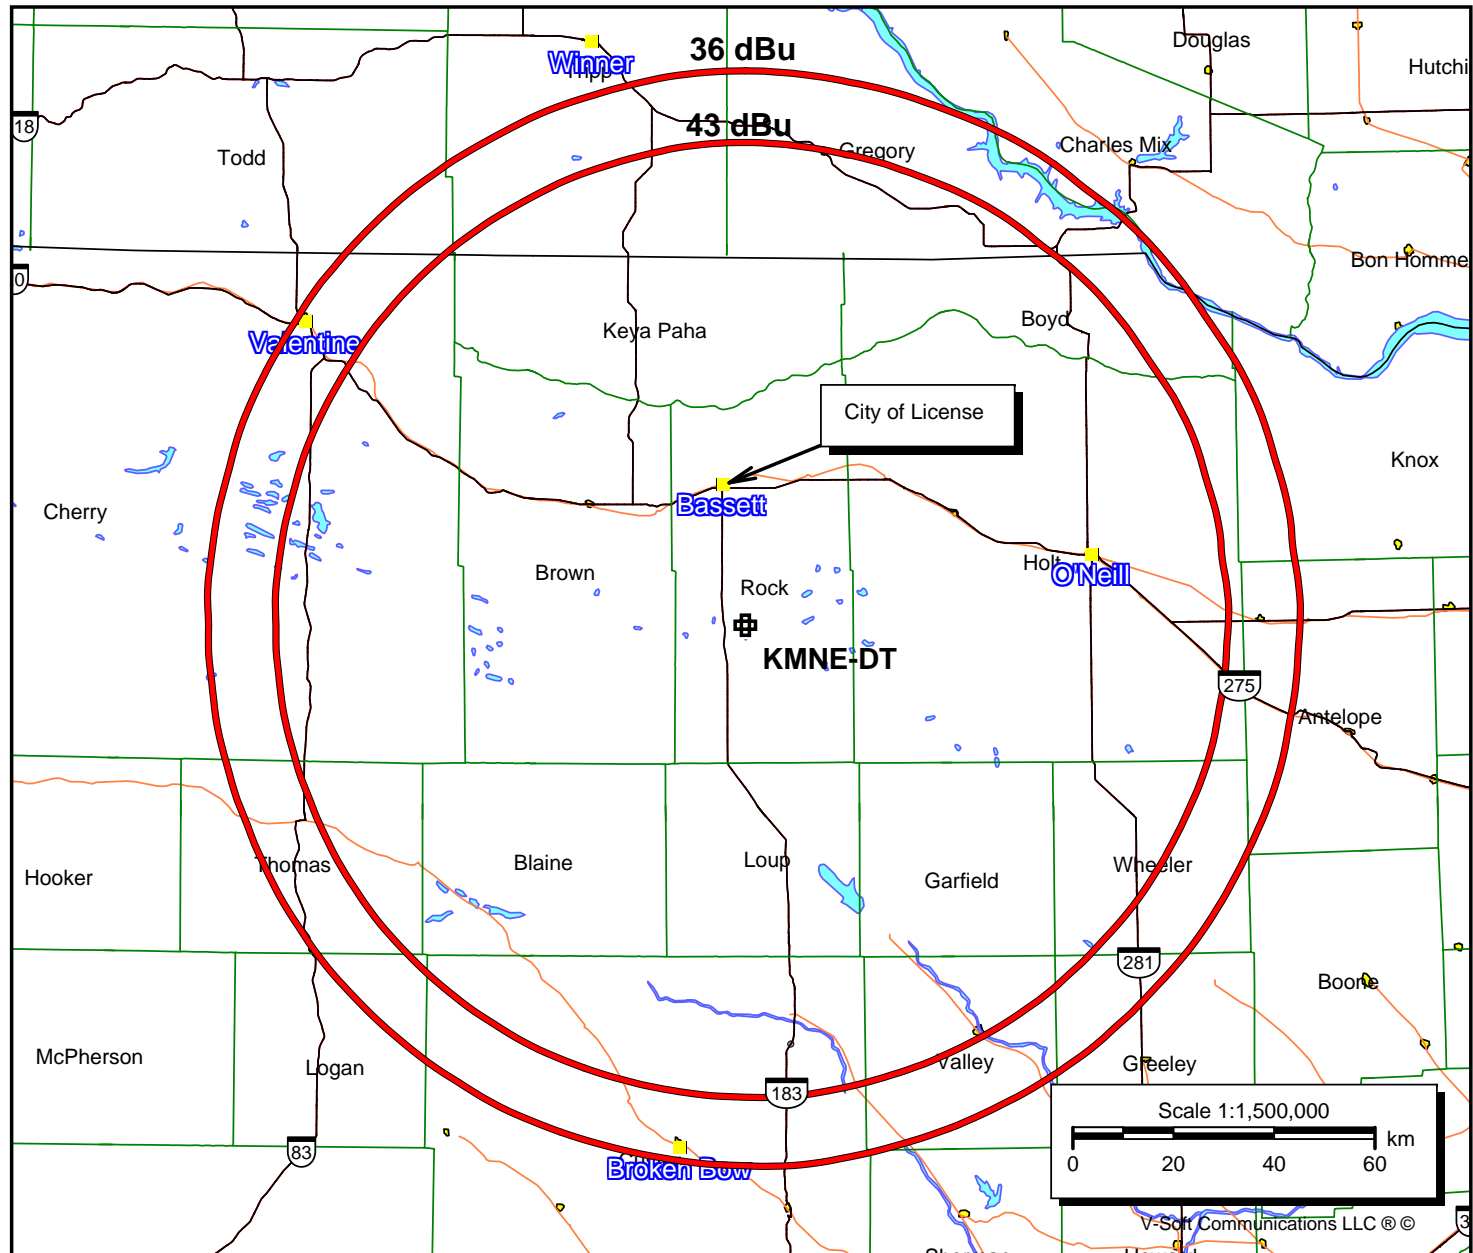 36 dBu
Douglas
Winner
Tripp
Hutchi
18
43 dBu
Charles Mix
Gregory
Todd
Bon Homme
0
Keya Paha
Boyd
Valentine
City of License
Knox
Bassett
Cherry
Holt
O'Neill
Brown
Rock
KMNE-DT
275
Antelope
Thomas
Blaine
Loup
Wheeler
Hooker
Garfield
281
Boone
McPherson
Logan
Valley
Greeley
183
Scale 1:1,500,000
km
0 20 40 60
83
Broken Bow
3
V-Soft Communications LLC ® ©